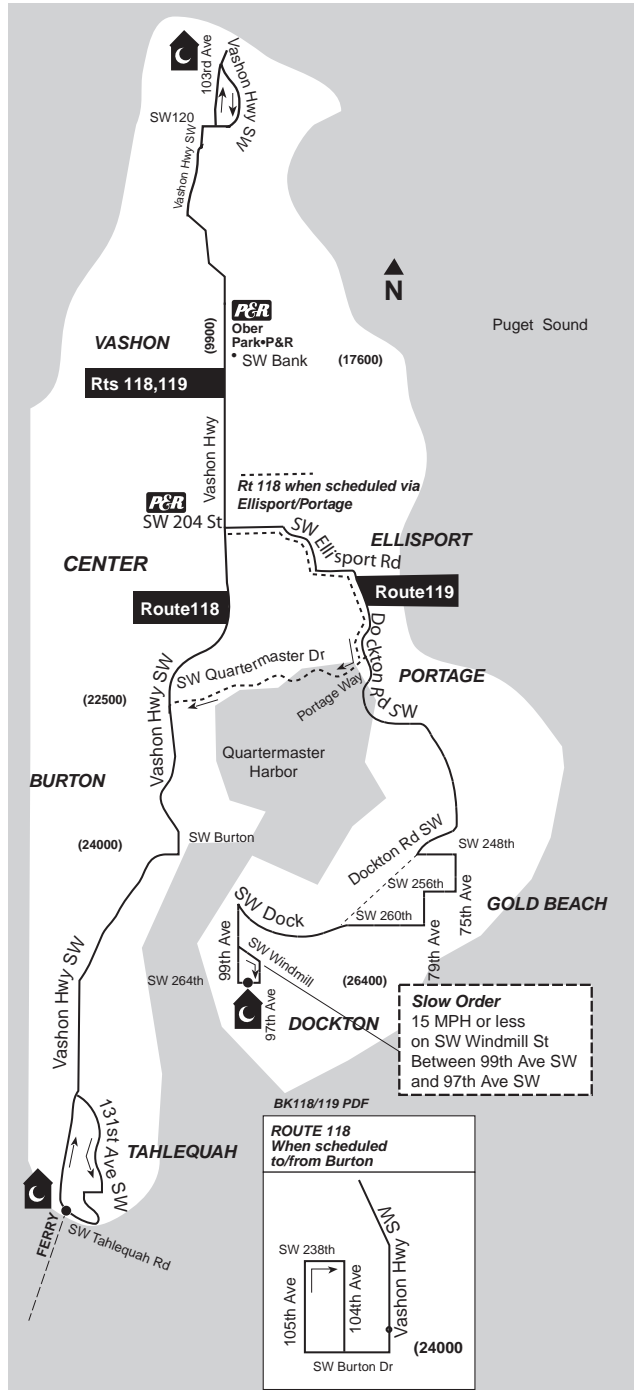 103rd Ave
Vashon Hwy SW
SW120
Vashon Hwy SW
N
Puget Sound
P&R
Ober
Park•P&R
(9900)
SW Bank
(17600)
VASHON
Rts 118,119
Vashon Hwy
Rt 118 when scheduled via
Ellisport/Portage
P&R
SW 204 St
SW Ellisport Rd
ELLISPORT
CENTER
Route119
Route118
Dockton Rd SW
SW Quartermaster Dr
PORTAGE
Portage Way
Vashon Hwy SW
(22500)
Quartermaster
Harbor
BURTON
(24000)
SW Burton
Dockton Rd SW
SW 248th
SW 256th
75th Ave
GOLD BEACH
SW Dock
SW 260th
79th Ave
99th Ave
SW Windmill
SW 264th
(26400)
97th Ave
DOCKTON
Slow Order
15 MPH or less
on SW Windmill St
Between 99th Ave SW
and 97th Ave SW
Vashon Hwy SW
131st Ave SW
TAHLEQUAH
FERRY
SW Tahlequah Rd
BK118/119 PDF
ROUTE 118
When scheduled
to/from Burton
SW
Vashon Hwy
SW 238th
105th Ave
104th Ave
(24000
SW Burton Dr